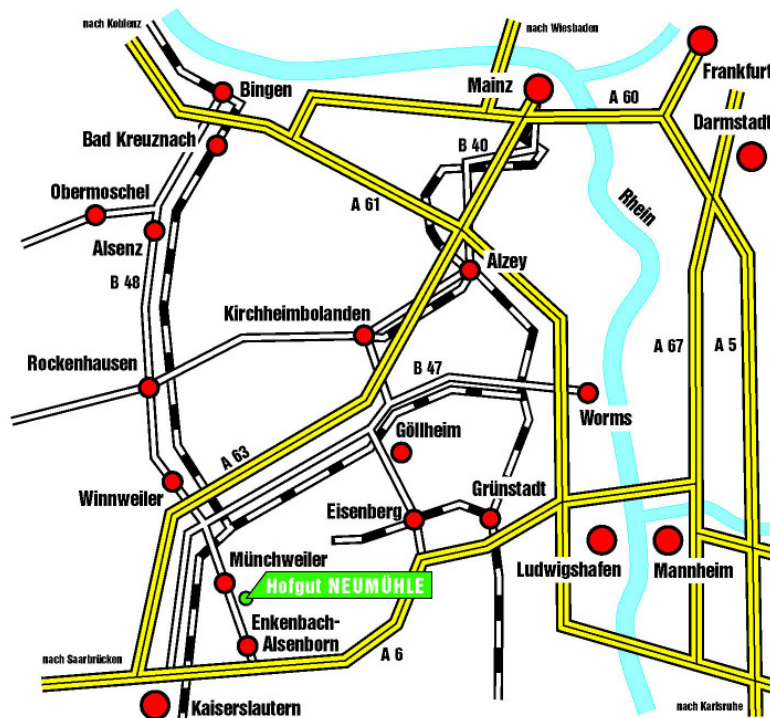 nach Koblenz
nach Wiesbaden
Frankfurt
Mainz
Bingen
A 60
Darmstadt
Bad Kreuznach
B 40
Obermoschel
A 61
Rhein
Alsenz
Alzey
B 48
Kirchheimbolanden
A 67
A 5
Rockenhausen
B 47
Worms
Göllheim
A 63
Winnweiler
Eisenberg
Grünstadt
Münchweiler
Ludwigshafen
Mannheim
Hofgut NEUMÜHLE
Enkenbach-
Alsenborn
A 6
nach Saarbrücken
Kaiserslautern
nach Karlsruhe